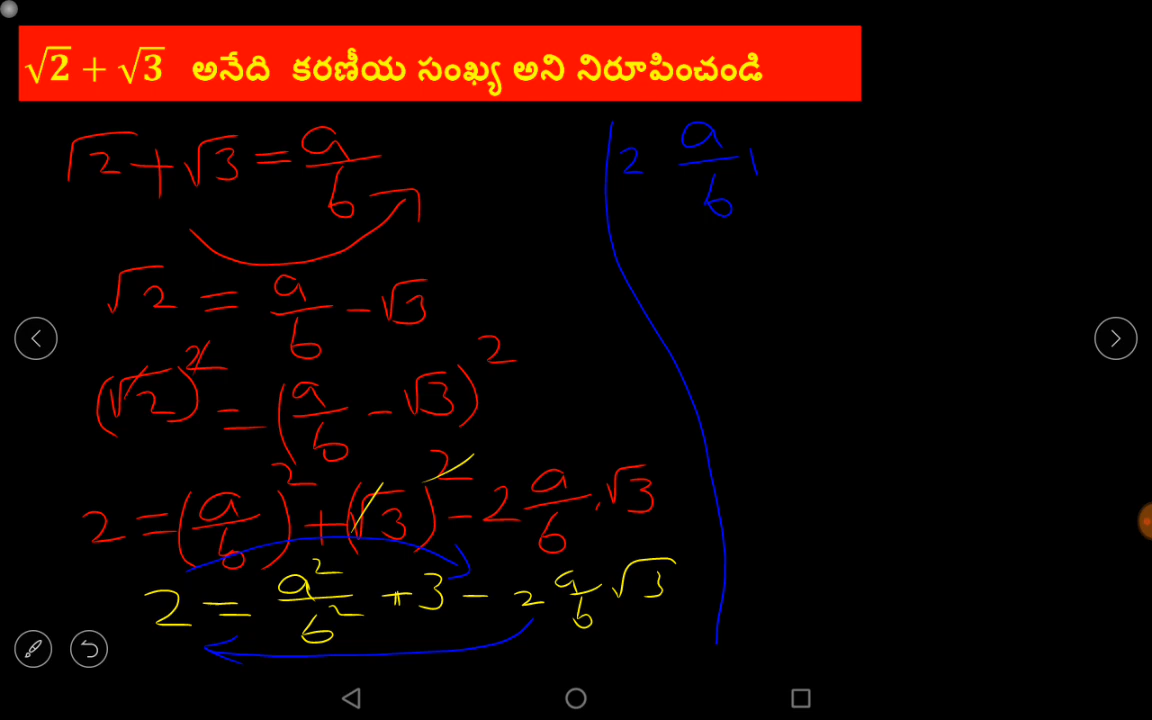 √2 + √3 అనేది కరణీయ సంఖ్య అని నిరూపించండి
√2 + √3 = a/b
√2 = a/b - √3
(√2)² = (a/b - √3)²
2 = (a/b)² + (√3)² - 2 a/b . √3
2 = a²/b² + 3 - 2 a/b √3
2 a/b